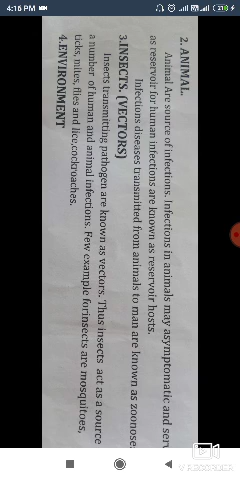 4:16 PM
2. ANIMAL.
Animal Are source of infections. Infections in animals may asymptomatic and serv
as reservoir for human infections are known as reservoir hosts.
Infections diseases transmitted from animals to man are known as zoonose
3.INSECTS. (VECTORS)
Insects transmitting pathogen are known as vectors. Thus insects act as a source
a number of human and animal infections. Few example forinsects are mosquitoes,
ticks, mites, flies and lice,cockroaches.
4.ENVIRONMENT
V RECORDER